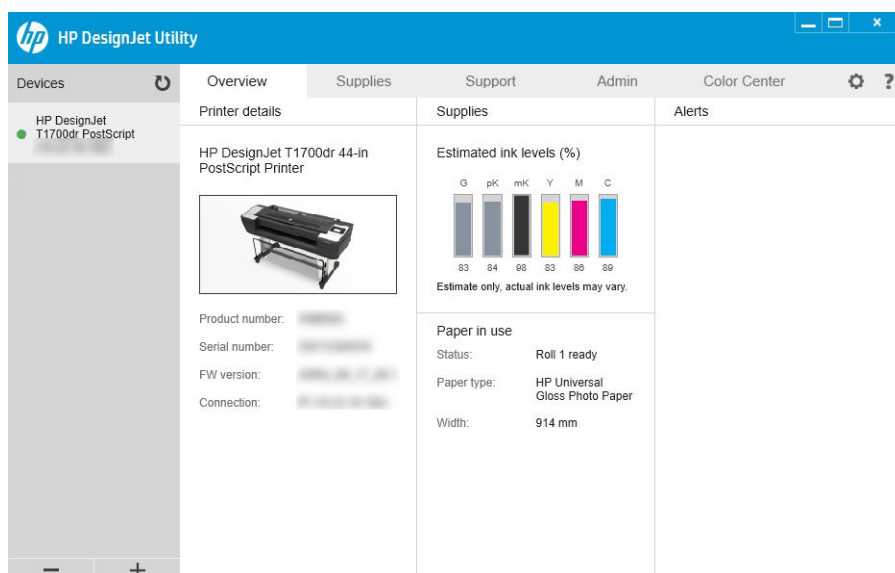 hp HP DesignJet Utility
Devices
HP DesignJet
T1700dr PostScript
Overview Supplies Support Admin Color Center ?
Printer details
HP DesignJet T1700dr 44-in
PostScript Printer
Product number:
Serial number:
FW version:
Connection:
Supplies
Estimated ink levels (%)
G pK mK Y M C
83 84 98 83 86 89
Estimate only, actual ink levels may vary.
Paper in use
Status: Roll 1 ready
Paper type: HP Universal
Gloss Photo Paper
Width: 914 mm
Alerts